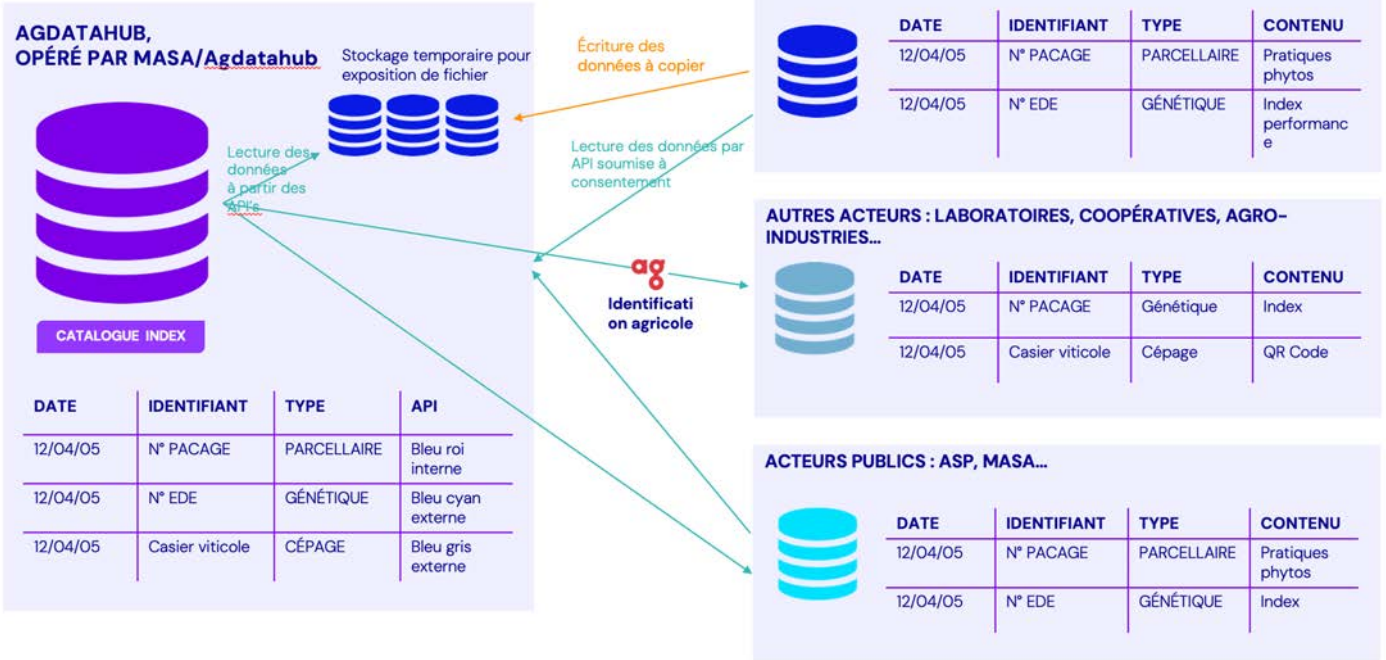 AGDATAHUB,
OPÉRÉ PAR MASA/Agdatahub
Stockage temporaire pour
exposition de fichier
Lecture des
données
à partir des
API's
CATALOGUE INDEX
DATE IDENTIFIANT TYPE API
12/04/05 N° PACAGE PARCELLAIRE Bleu roi
interne
12/04/05 N° EDE GÉNÉTIQUE Bleu cyan
externe
12/04/05 Casier viticole CÉPAGE Bleu gris
externe
Écriture des
données à copier
Lecture des données par
API soumise à
consentement
ag
Identificati
on agricole
DATE IDENTIFIANT TYPE CONTENU
12/04/05 N° PACAGE PARCELLAIRE Pratiques
phytos
12/04/05 N° EDE GÉNÉTIQUE Index
performanc
e
AUTRES ACTEURS : LABORATOIRES, COOPÉRATIVES, AGRO-
INDUSTRIES...
DATE IDENTIFIANT TYPE CONTENU
12/04/05 N° PACAGE Génétique Index
12/04/05 Casier viticole Cépage QR Code
ACTEURS PUBLICS : ASP, MASA...
DATE IDENTIFIANT TYPE CONTENU
12/04/05 N° PACAGE PARCELLAIRE Pratiques
phytos
12/04/05 N° EDE GÉNÉTIQUE Index